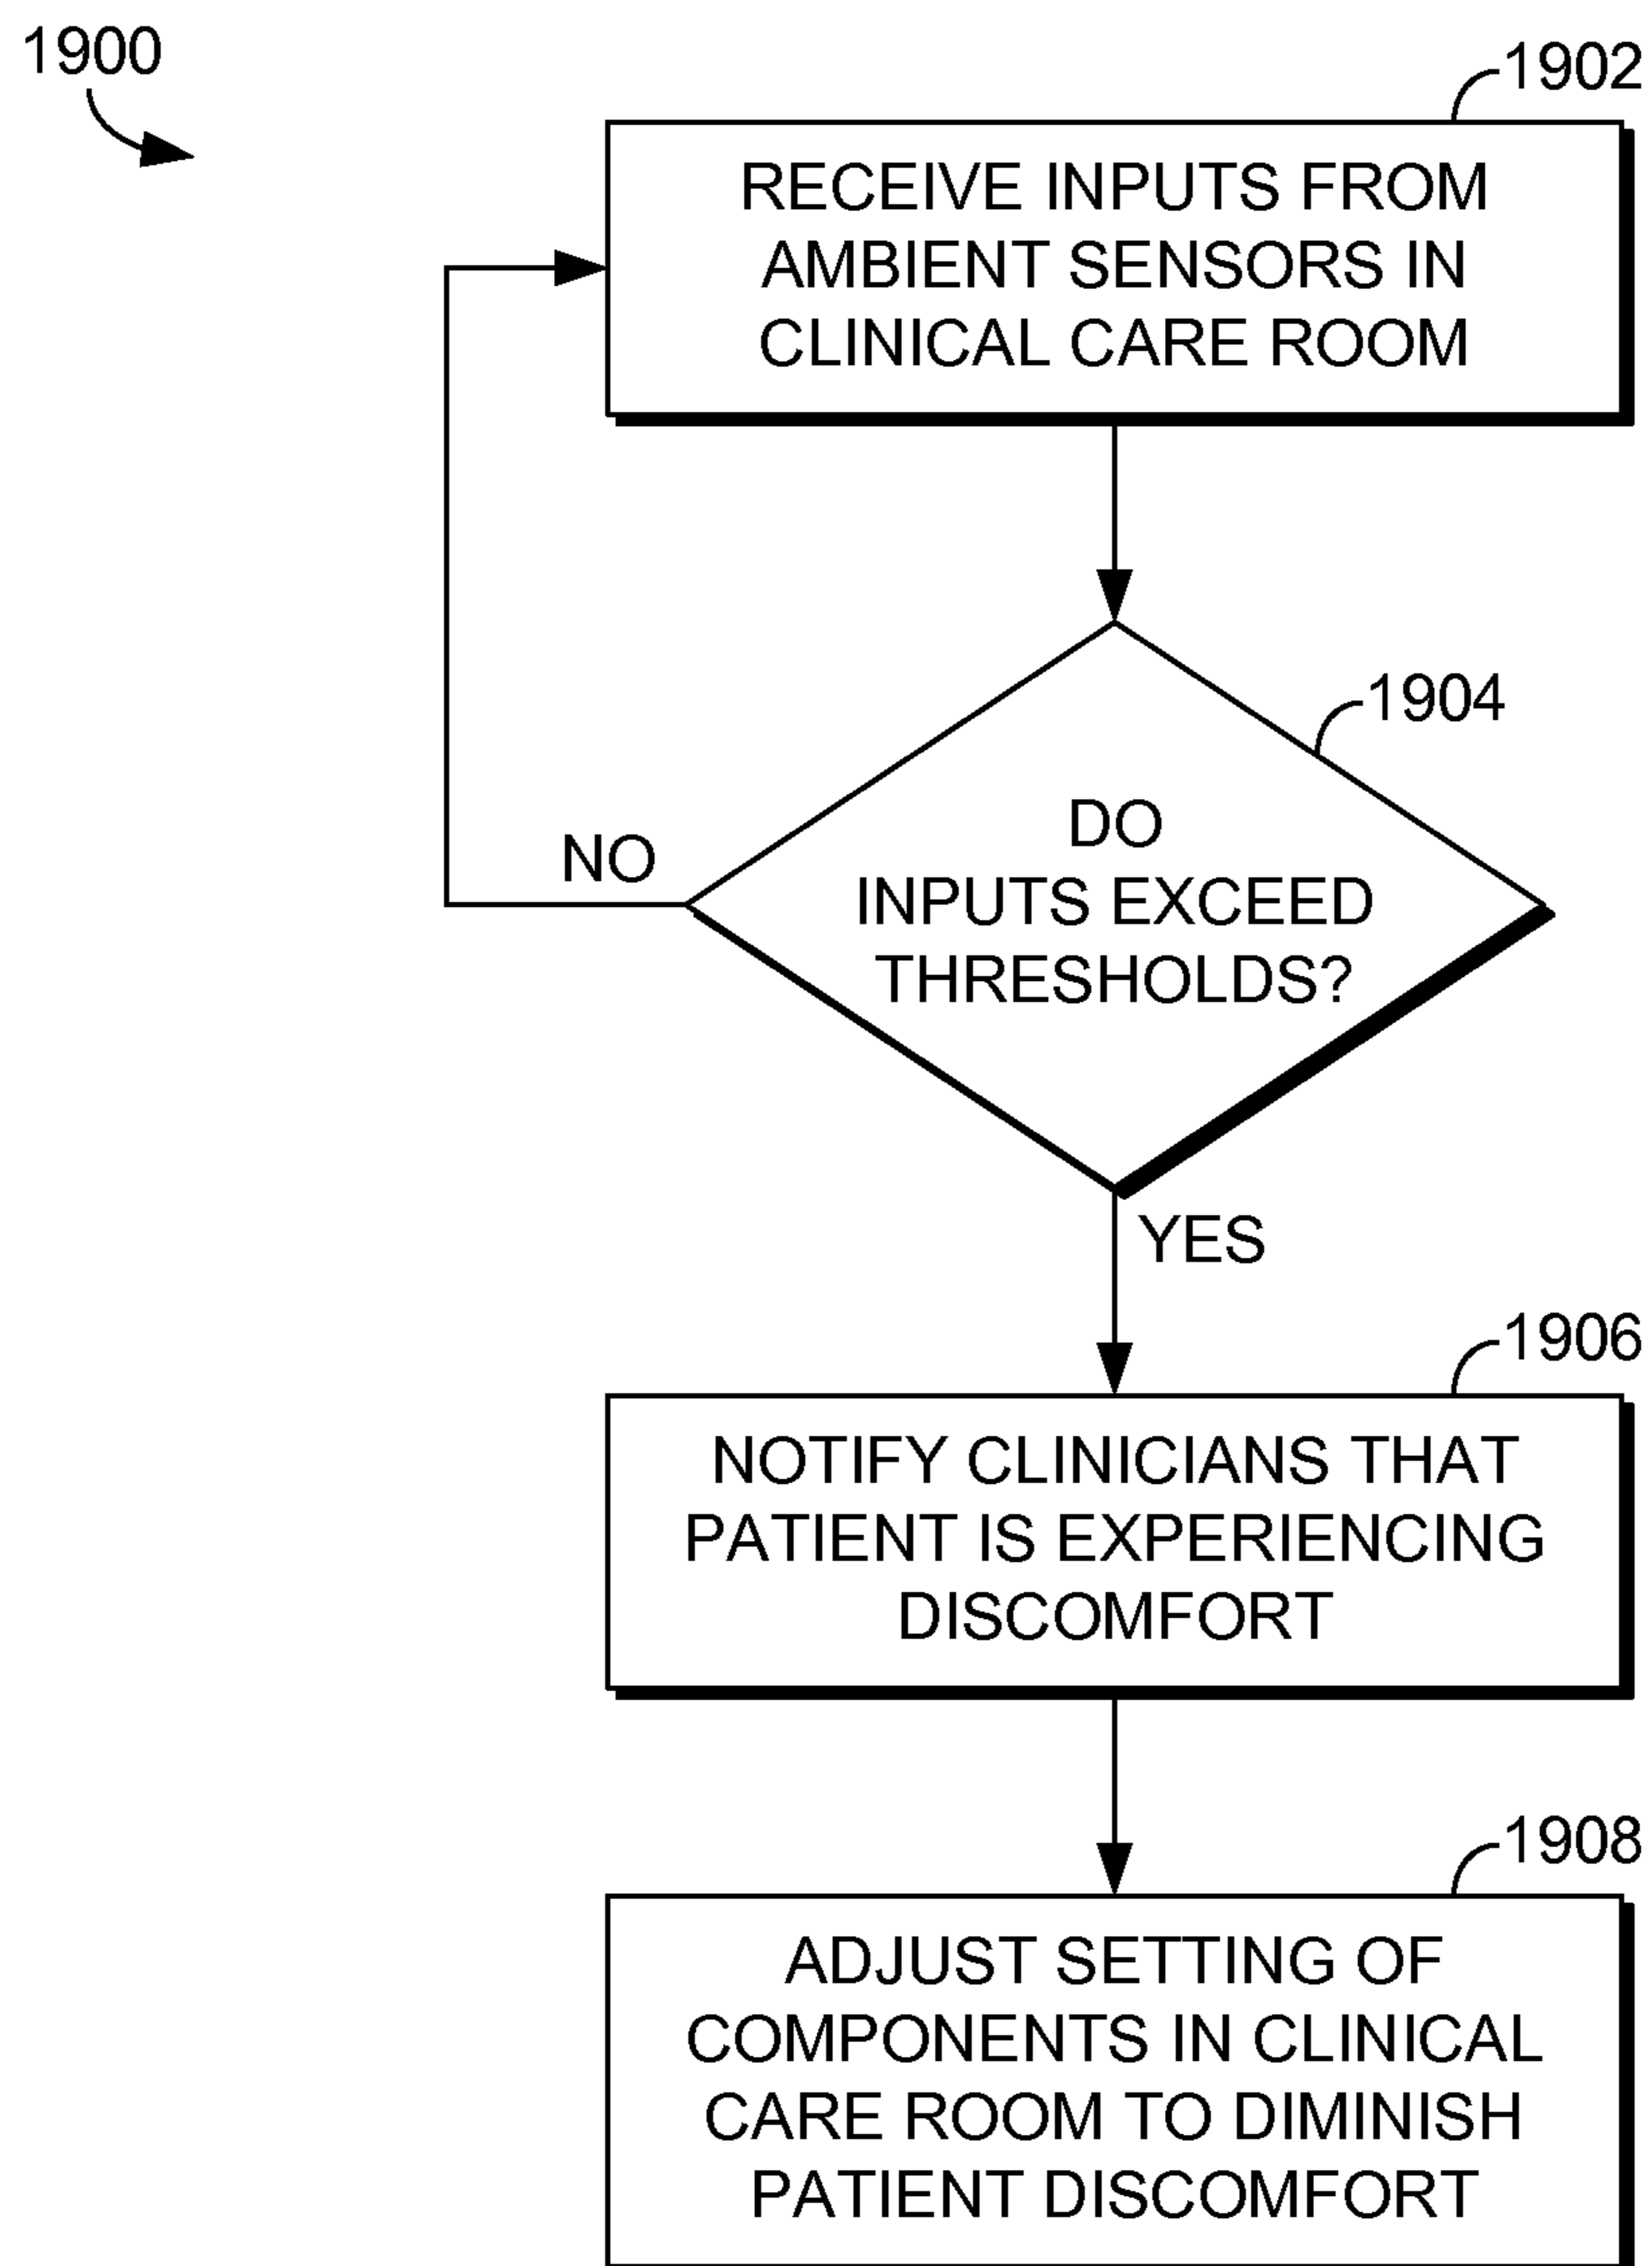 1900
1902
RECEIVE INPUTS FROM
AMBIENT SENSORS IN
CLINICAL CARE ROOM
1904
DO
INPUTS EXCEED
THRESHOLDS?
NO
YES
1906
NOTIFY CLINICIANS THAT
PATIENT IS EXPERIENCING
DISCOMFORT
1908
ADJUST SETTING OF
COMPONENTS IN CLINICAL
CARE ROOM TO DIMINISH
PATIENT DISCOMFORT